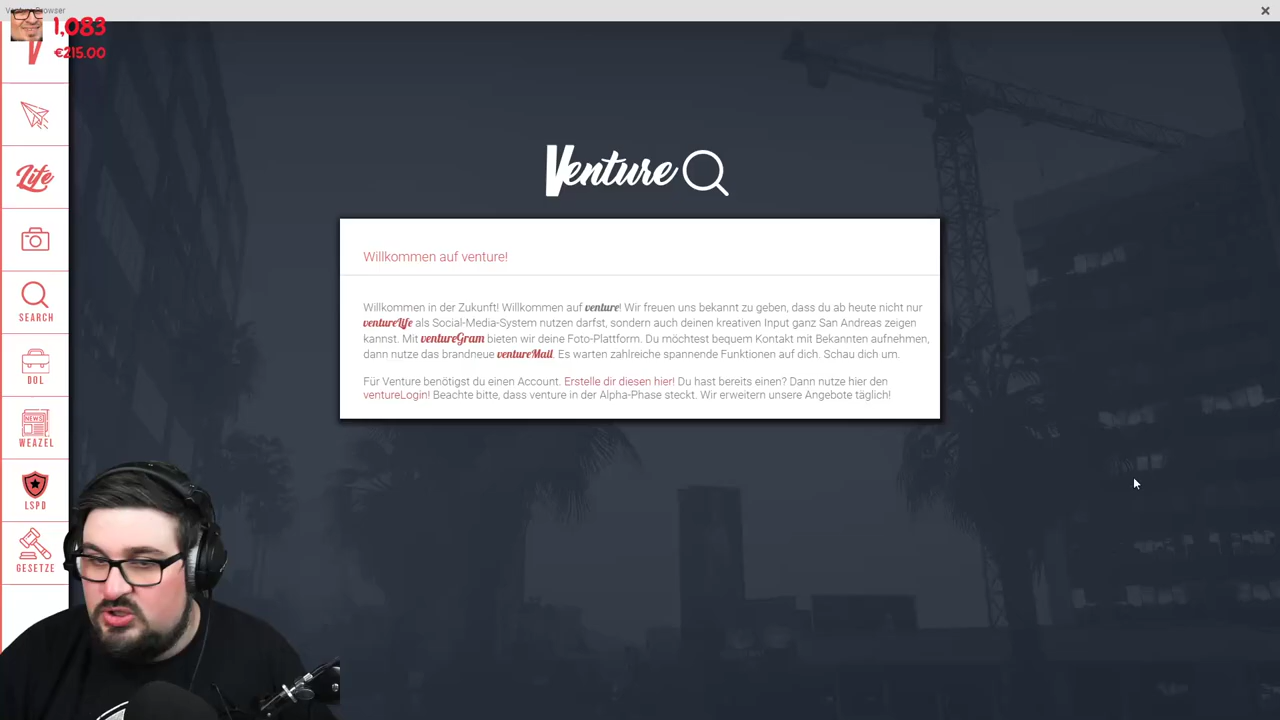 1,083
€215.00
V
Life
SEARCH
DOL
NEWS
WEAZEL
LSPD
GESETZE
Venture
Willkommen auf venture!
Willkommen in der Zukunft! Willkommen auf venture! Wir freuen uns bekannt zu geben, dass du ab heute nicht nur
ventureLife als Social-Media-System nutzen darfst, sondern auch deinen kreativen Input ganz San Andreas zeigen
kannst. Mit ventureGram bieten wir deine Foto-Plattform. Du möchtest bequem Kontakt mit Bekannten aufnehmen,
dann nutze das brandneue ventureMail. Es warten zahlreiche spannende Funktionen auf dich. Schau dich um.
Für Venture benötigst du einen Account. Erstelle dir diesen hier! Du hast bereits einen? Dann nutze hier den
ventureLogin! Beachte bitte, dass venture in der Alpha-Phase steckt. Wir erweitern unsere Angebote täglich!